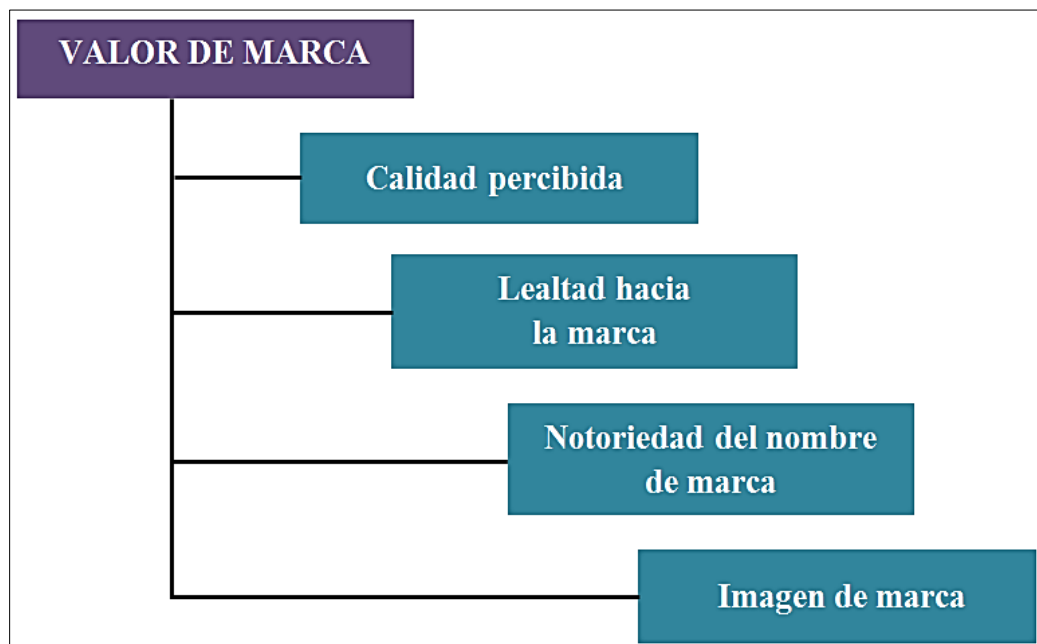 VALOR DE MARCA
Calidad percibida
Lealtad hacia
la marca
Notoriedad del nombre
de marca
Imagen de marca